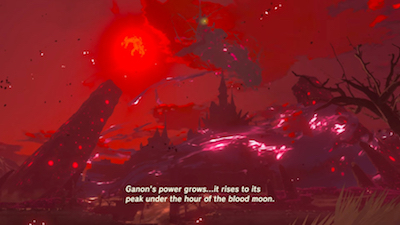 Ganon's power grows...it rises to its
peak under the hour of the blood moon.